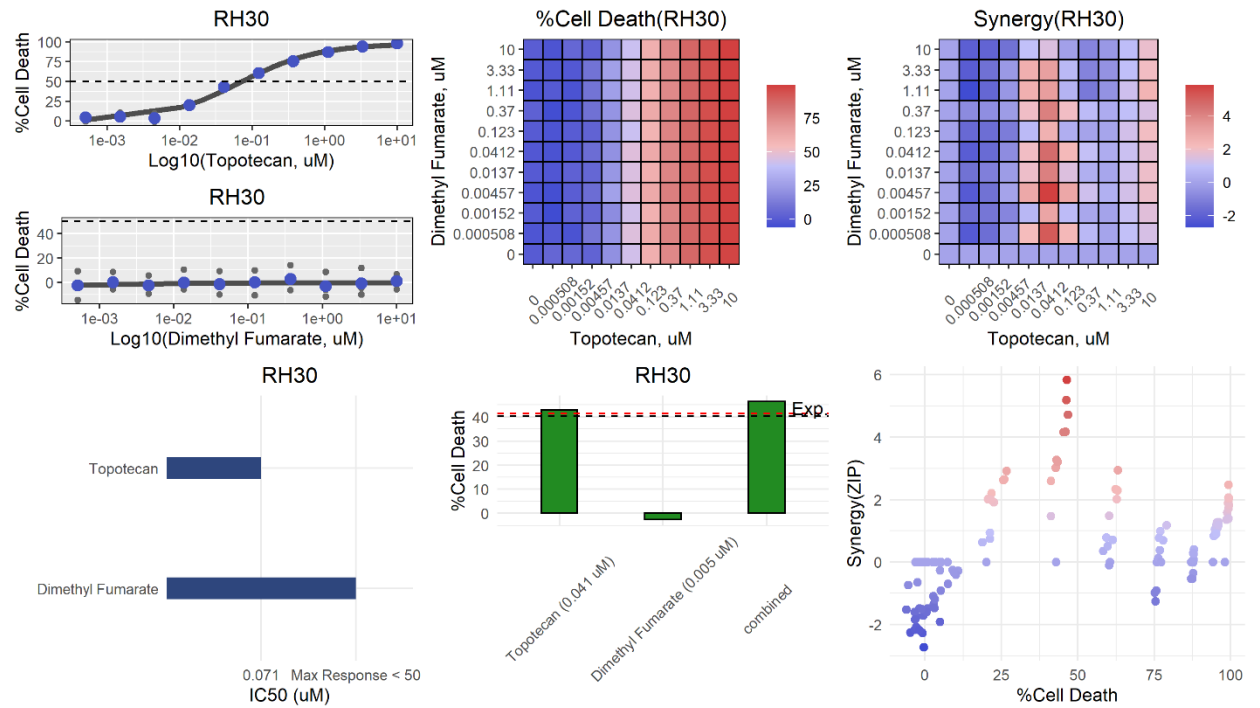 RH30
%Cell Death
100
75
50
25
0
1e-03
1e-02
1e-01
1e+00
1e+01
Log10(Topotecan, uM)
RH30
%Cell Death
40
20
0
1e-03
1e-02
1e-01
1e+00
1e+01
Log10(Dimethyl Fumarate, uM)
%Cell Death(RH30)
Dimethyl Fumarate, uM
10
3.33
1.11
0.37
0.123
0.0412
0.0137
0.00457
0.00152
0.000508
0
0
0.000508
0.00152
0.00457
0.0137
0.0412
0.123
0.37
1.11
3.33
10
Topotecan, uM
75
50
25
0
Synergy(RH30)
Dimethyl Fumarate, uM
10
3.33
1.11
0.37
0.123
0.0412
0.0137
0.00457
0.00152
0.000508
0
0
0.000508
0.00152
0.00457
0.0137
0.0412
0.123
0.37
1.11
3.33
10
Topotecan, uM
4
2
0
-2
RH30
Topotecan
Dimethyl Fumarate
0.071
Max Response < 50
IC50 (uM)
RH30
%Cell Death
40
30
20
10
0
Exp.
Topotecan (0.041 uM)
Dimethyl Fumarate (0.005 uM)
combined
Synergy(ZIP)
6
4
2
0
-2
0
25
50
75
100
%Cell Death